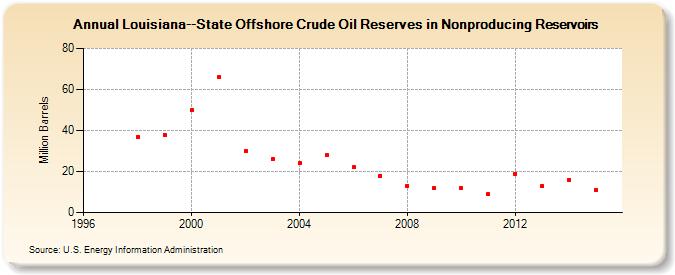 Annual Louisiana--State Offshore Crude Oil Reserves in Nonproducing Reservoirs
Million Barrels
80
60
40
20
0
1996 2000 2004 2008 2012
Source: U.S. Energy Information Administration